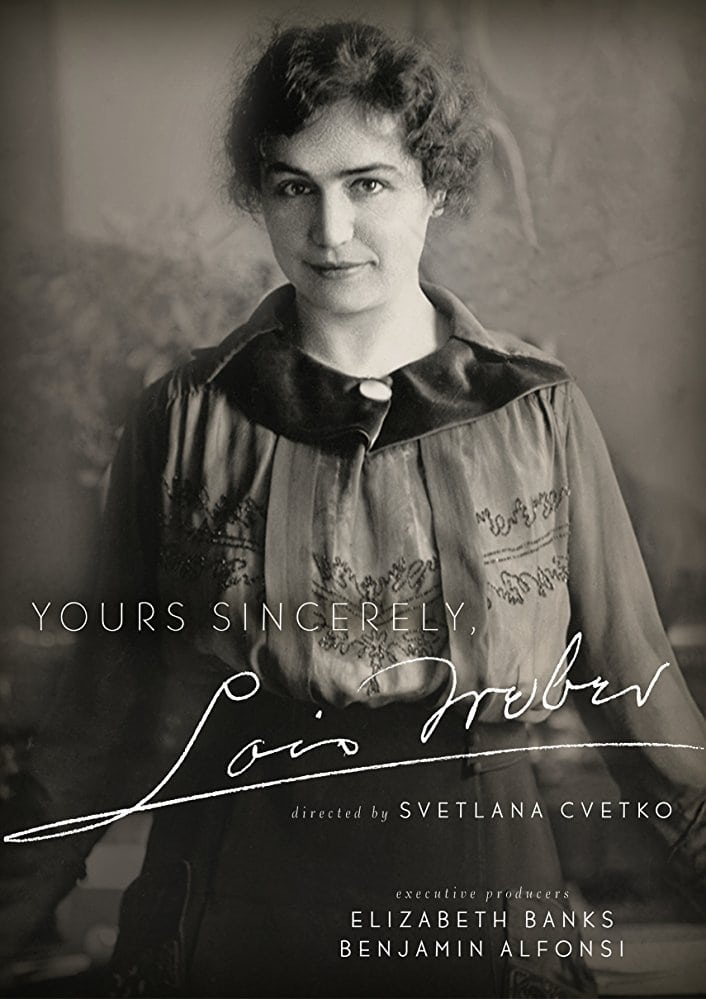 YOURS SINCERELY,
Lois Weber
directed by SVETLANA CVETKO
executive producers
ELIZABETH BANKS
BENJAMIN ALFONSI